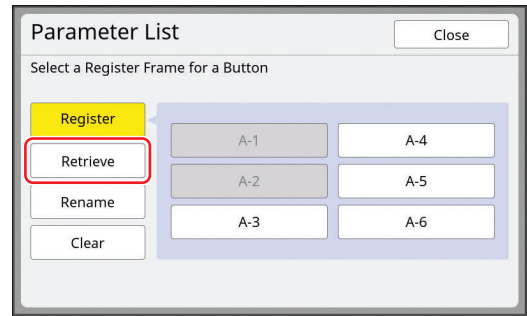 Parameter List
Close
Select a Register Frame for a Button
Register
Retrieve
Rename
Clear
A-1
A-4
A-2
A-5
A-3
A-6